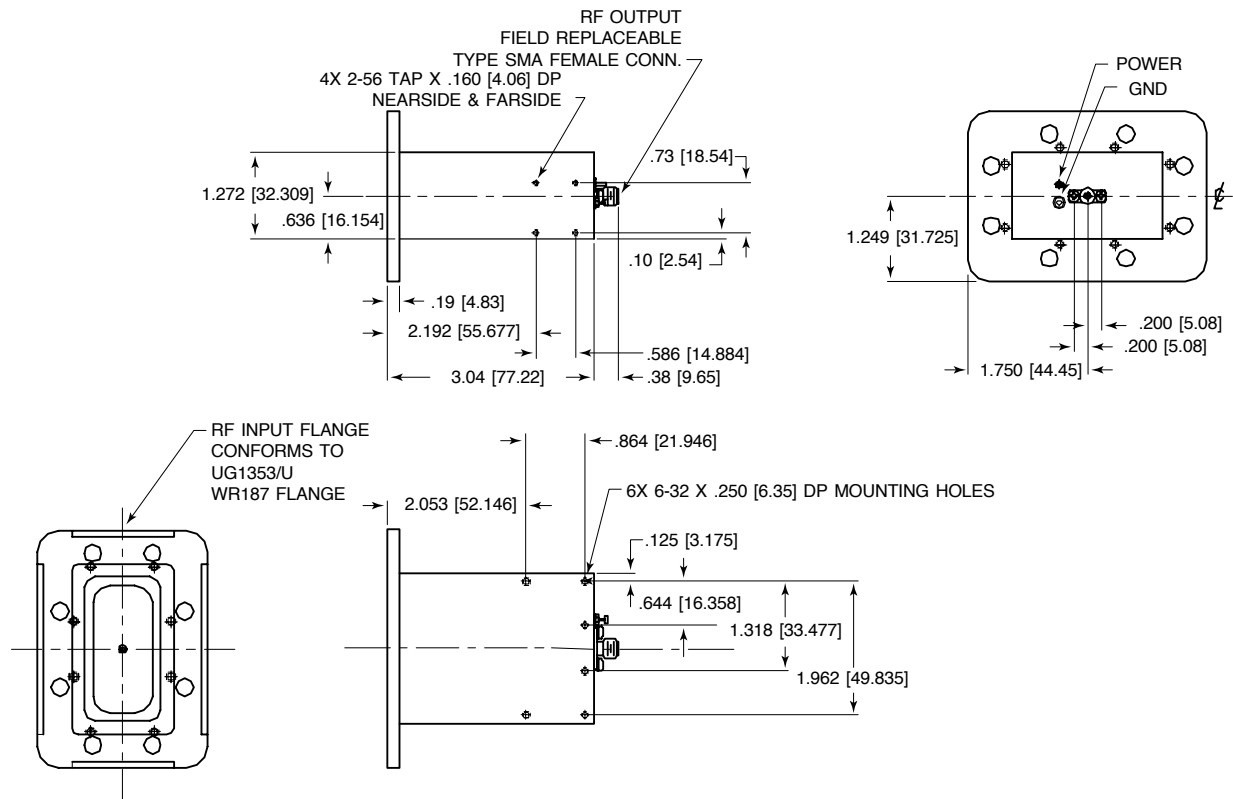 RF OUTPUT
FIELD REPLACEABLE
TYPE SMA FEMALE CONN.
4X 2-56 TAP X .160 [4.06] DP
NEARSIDE & FARSIDE
.73 [18.54]
1.272 [32.309]
.636 [16.154]
.10 [2.54]
.19 [4.83]
2.192 [55.677]
.586 [14.884]
3.04 [77.22]
.38 [9.65]
POWER
GND
1.249 [31.725]
.200 [5.08]
.200 [5.08]
1.750 [44.45]
RF INPUT FLANGE
CONFORMS TO
UG1353/U
WR187 FLANGE
.864 [21.946]
2.053 [52.146]
6X 6-32 X .250 [6.35] DP MOUNTING HOLES
.125 [3.175]
.644 [16.358]
1.318 [33.477]
1.962 [49.835]